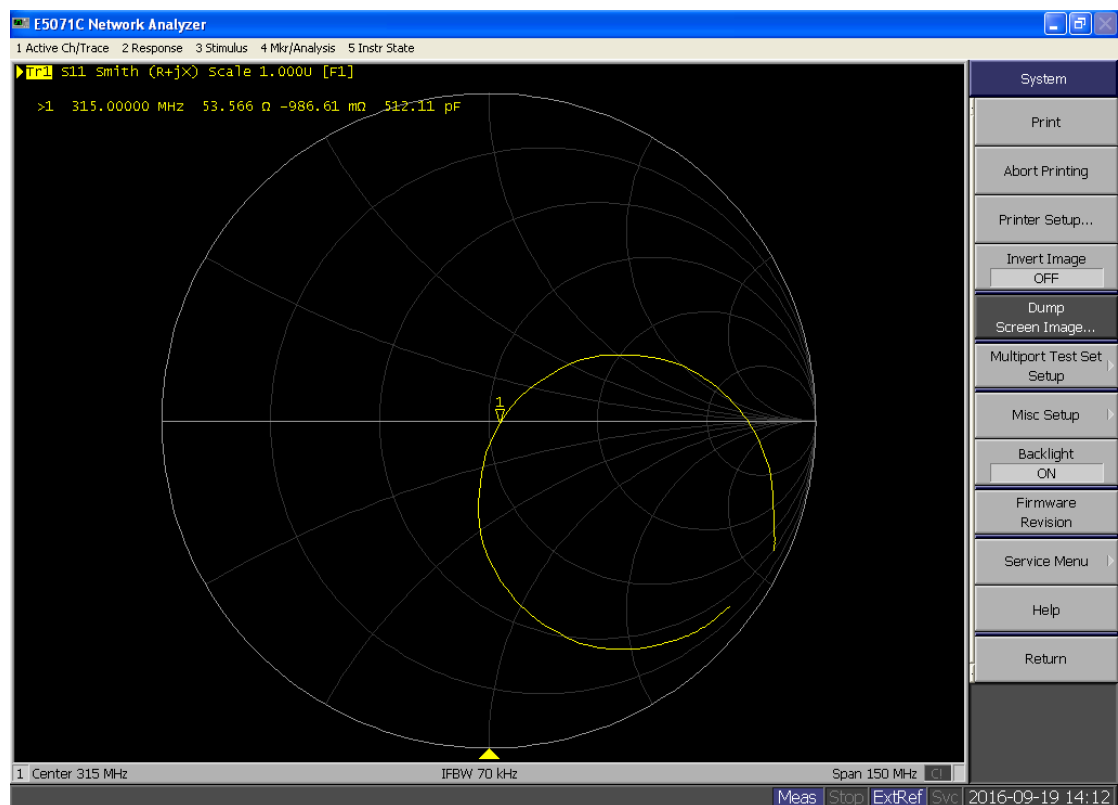 E5071C Network Analyzer
1 Active Ch/Trace 2 Response 3 Stimulus 4 Mkr/Analysis 5 Instr State
Tr1 S11 Smith (R+jX) Scale 1.000U [F1]
>1 315.00000 MHz 53.566 Ω -986.61 mΩ 512.11 pF
1
System
Print
Abort Printing
Printer Setup...
Invert Image
OFF
Dump
Screen Image...
Multiport Test Set
Setup
Misc Setup
Backlight
ON
Firmware
Revision
Service Menu
Help
Return
1 Center 315 MHz IFBW 70 kHz Span 150 MHz C!
Meas Stop ExtRef Svc 2016-09-19 14:12